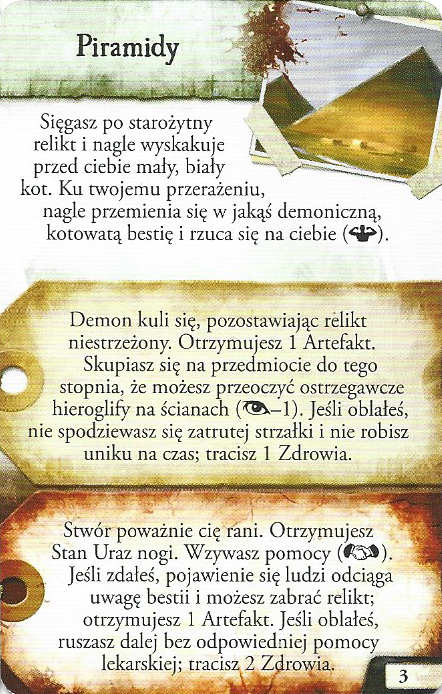 Piramidy
Sięgasz po starożytny
relikt i nagle wyskakuje
przed ciebie mały, biały
kot. Ku twojemu przerażeniu,
nagle przemienia się w jakąś demoniczną,
kotowatą bestię i rzuca się na ciebie ( ).
Demon kuli się, pozostawiając relikt
niestrzeżony. Otrzymujesz 1 Artefakt.
Skupiasz się na przedmiocie do tego
stopnia, że możesz przeoczyć ostrzegawcze
hieroglify na ścianach ( –1). Jeśli oblałeś,
nie spodziewasz się zatrutej strzałki i nie robisz
uniku na czas; tracisz 1 Zdrowia.
Stwór poważnie cię rani. Otrzymujesz
Stan Uraz nogi. Wzywasz pomocy ( ).
Jeśli zdałeś, pojawienie się ludzi odciąga
uwagę bestii i możesz zabrać relikt;
otrzymujesz 1 Artefakt. Jeśli oblałeś,
ruszasz dalej bez odpowiedniej pomocy
lekarskiej; tracisz 2 Zdrowia.
3